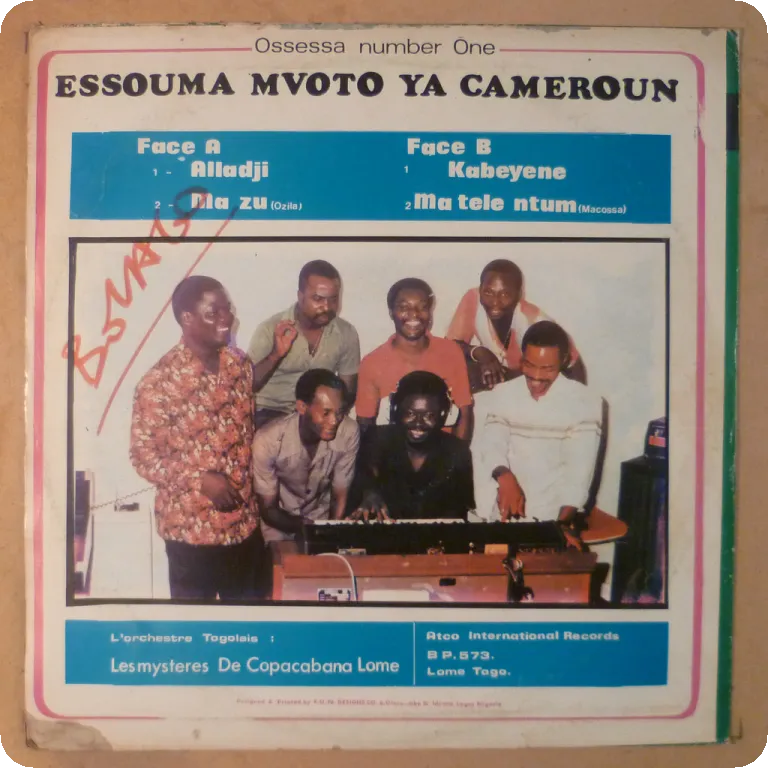 Ossessa number One
ESSOUMA MVOTO YA CAMEROUN
Face A
1 - Alladji
2 - Ma zu (Ozila)
Face B
1 Kabeyene
2 Ma tele ntum (Macossa)
L'orchestre Togolais :
Les mysteres De Copacabana Lome
Atco International Records
B P. 573.
Lome Togo.